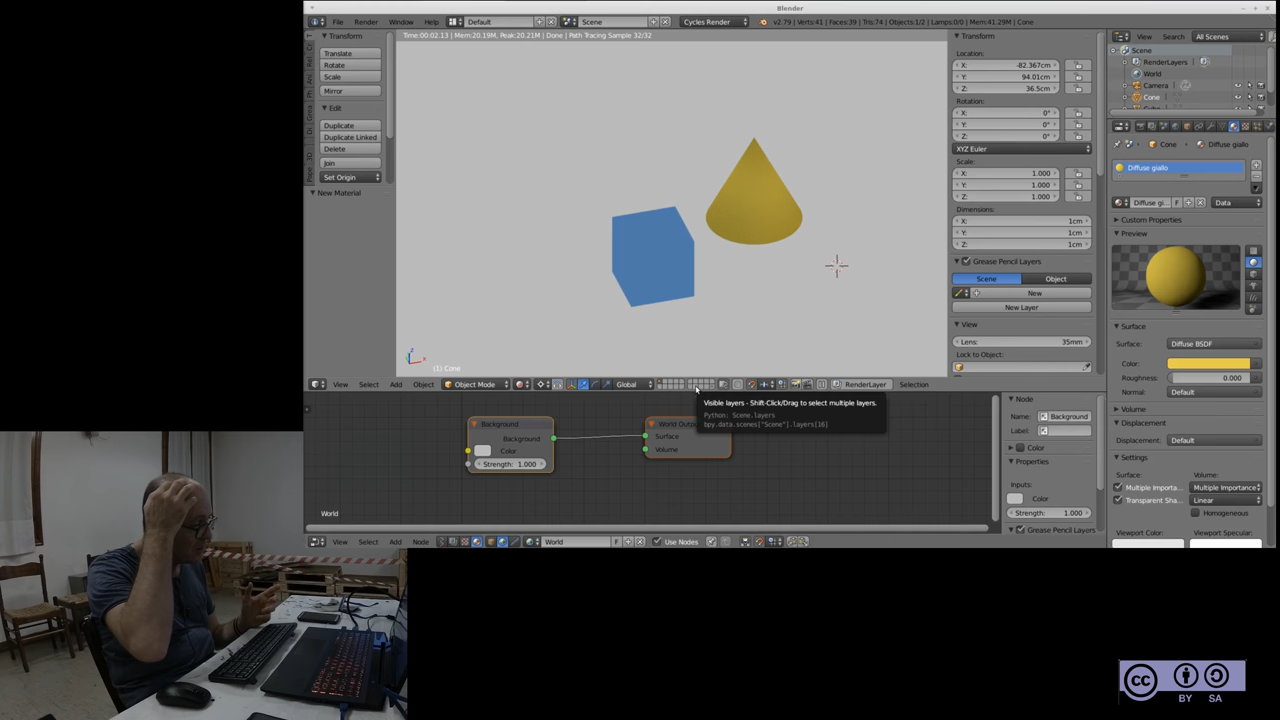 File Render Window Help Default Scene Cycles Render v2.79 | Verts:41 | Faces:39 | Tris:74 | Objects:1/2 | Lamps:0/0 | Mem:41.29M | Cone
Time:00:02.13 | Mem:20.19M, Peak:20.21M | Done | Path Tracing Sample 32/32
Transform
Translate
Rotate
Scale
Mirror
Edit
Duplicate
Duplicate Linked
Delete
Join
Set Origin
New Material
(1) Cone
View Select Add Object Object Mode Global RenderLayer Selection
Visible layers - Shift-Click/Drag to select multiple layers.
Python: Scene.layers
bpy.data.scenes["Scene"].layers[16]
Transform
Location:
X: -82.367cm
Y: 94.01cm
Z: 36.5cm
Rotation:
X: 0°
Y: 0°
Z: 0°
XYZ Euler
Scale:
X: 1.000
Y: 1.000
Z: 1.000
Dimensions:
X: 1cm
Y: 1cm
Z: 1cm
Grease Pencil Layers
Scene Object
New
New Layer
View
Lens: 35mm
Lock to Object:
Background
Background
Color
Strength: 1.000
World Outp
Surface
Volume
World
View Select Add Node World F Use Nodes
Node
Name: Background
Label:
Color
Properties
Inputs:
Color
Strength: 1.000
Grease Pencil Layers
View Search All Scenes
Scene
RenderLayers
World
Camera
Cone
Cone Diffuse giallo
Diffuse giallo
Diffuse gi... F Data
Custom Properties
Preview
Surface
Surface: Diffuse BSDF
Color:
Roughness: 0.000
Normal: Default
Volume
Displacement
Displacement: Default
Settings
Surface: Volume:
Multiple Importa... Multiple Importance
Transparent Sha... Linear
Homogeneous
Viewport Color: Viewport Specular:
cc
BY SA